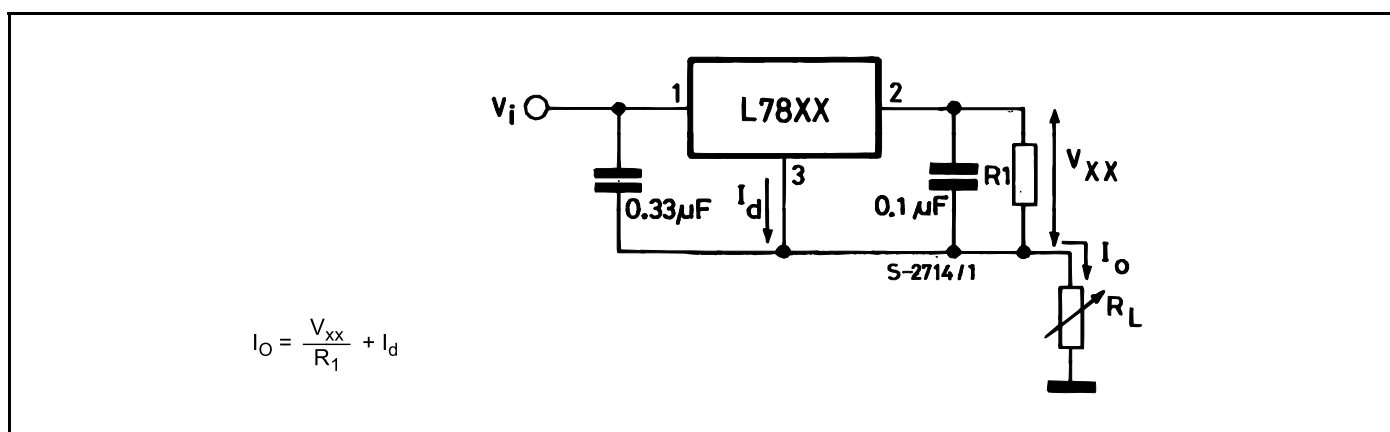 Vi
1
L78XX
2
3
0.33µF
Id
0.1µF
R1
VXX
S-2714/1
Io
RL
IO = Vxx / R1 + Id